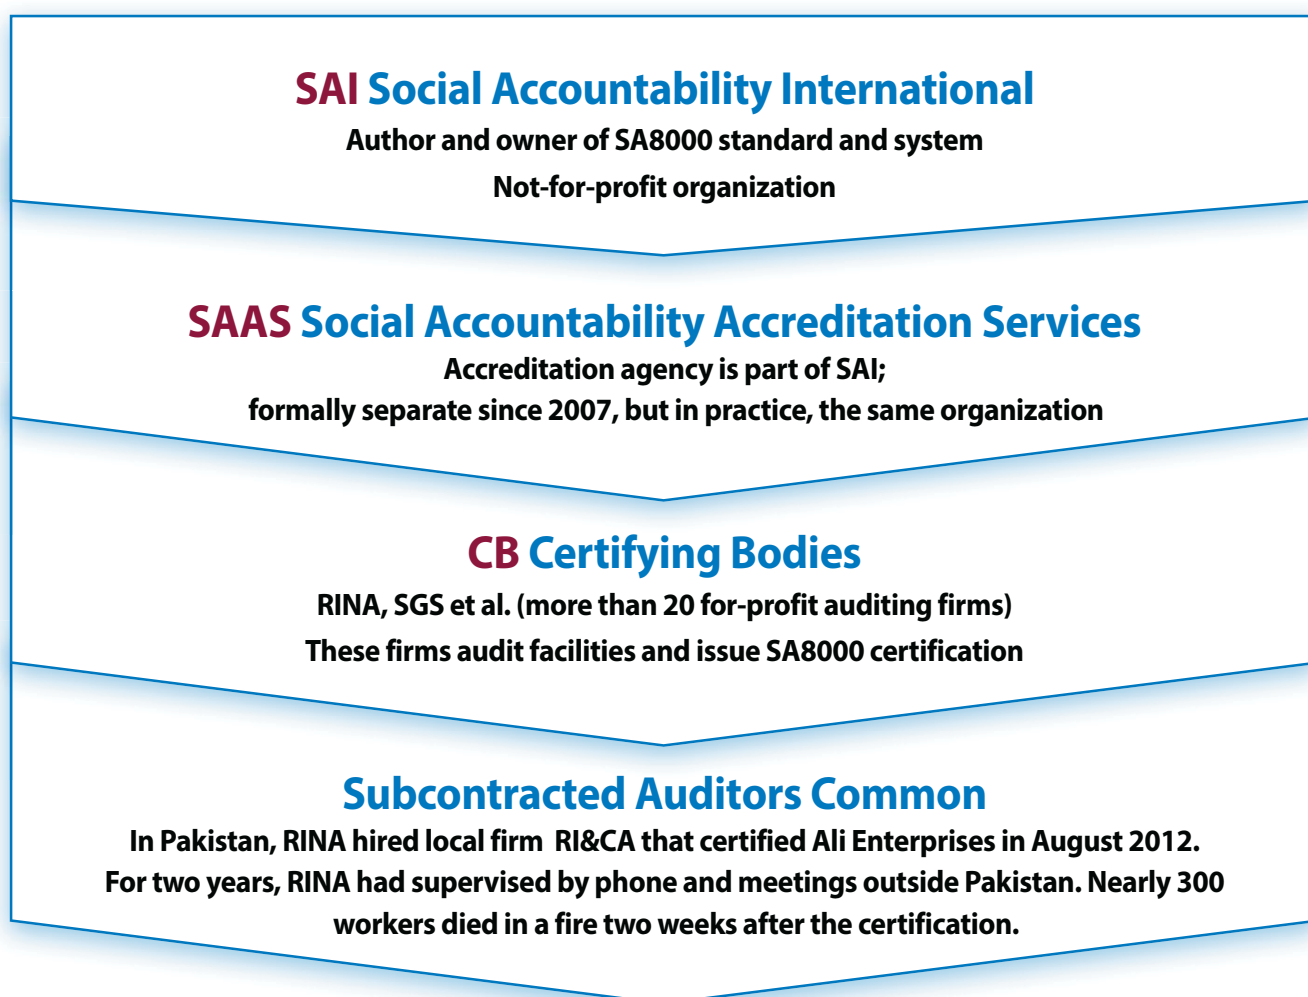 SAI Social Accountability International
Author and owner of SA8000 standard and system
Not-for-profit organization
SAAS Social Accountability Accreditation Services
Accreditation agency is part of SAI;
formally separate since 2007, but in practice, the same organization
CB Certifying Bodies
RINA, SGS et al. (more than 20 for-profit auditing firms)
These firms audit facilities and issue SA8000 certification
Subcontracted Auditors Common
In Pakistan, RINA hired local firm RI&CA that certified Ali Enterprises in August 2012.
For two years, RINA had supervised by phone and meetings outside Pakistan. Nearly 300
workers died in a fire two weeks after the certification.